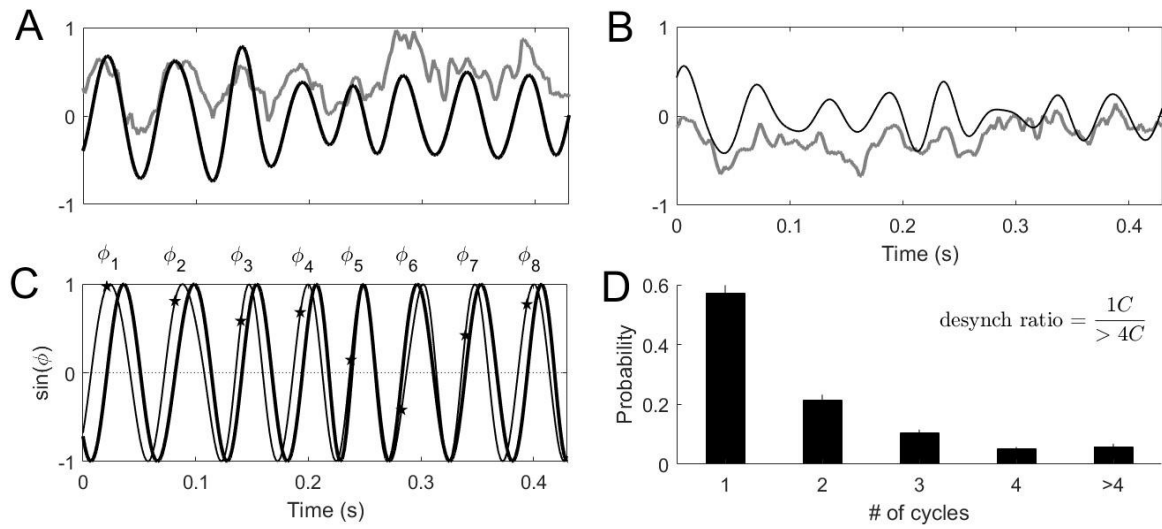 A
1
0
-1
B
1
0
-1
0
0.1
0.2
0.3
0.4
Time (s)
C
ϕ1 ϕ2 ϕ3 ϕ4 ϕ5 ϕ6 ϕ7 ϕ8
sin(ϕ)
1
0
-1
0 0.1 0.2 0.3 0.4
Time (s)
D
Probability
0.6
0.4
0.2
0
desynch ratio = 1C / > 4C
1 2 3 4 >4
# of cycles